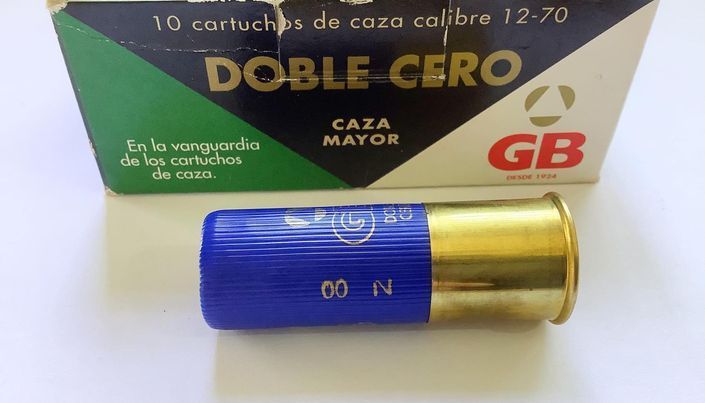 10 cartuchos de caza calibre 12-70
DOBLE CERO
CAZA
MAYOR
En la vanguardia
de los cartuchos
de caza.
GB
DESDE 1924
00 N